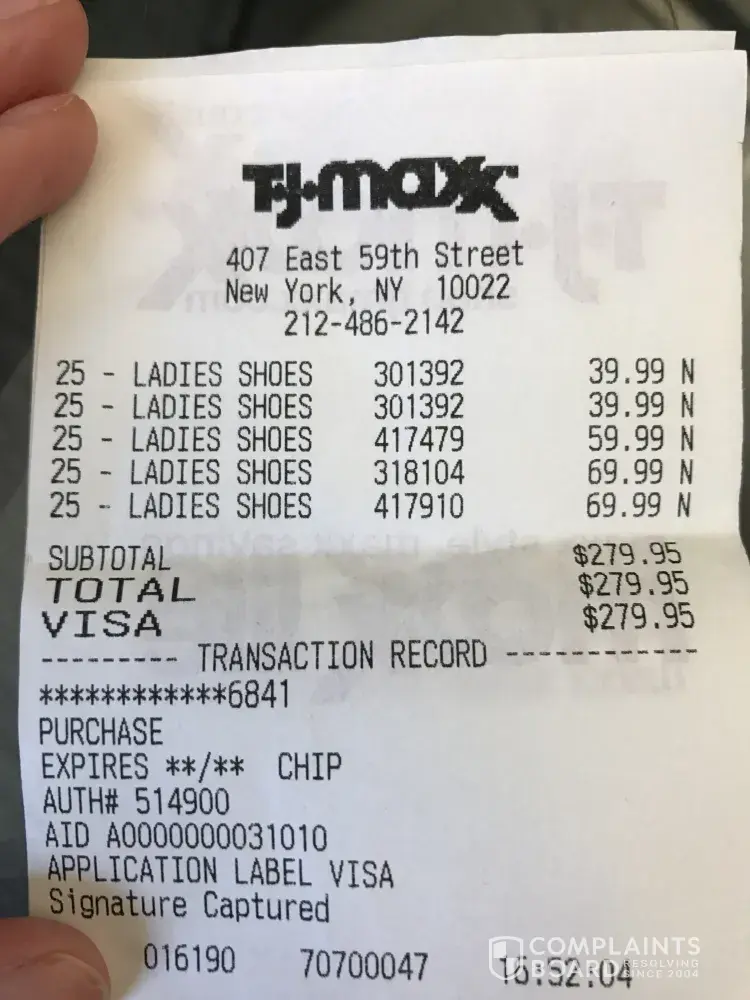 T·J·maxx
407 East 59th Street
New York, NY 10022
212-486-2142
25 - LADIES SHOES 301392 39.99 N
25 - LADIES SHOES 301392 39.99 N
25 - LADIES SHOES 417479 59.99 N
25 - LADIES SHOES 318104 69.99 N
25 - LADIES SHOES 417910 69.99 N
SUBTOTAL $279.95
TOTAL $279.95
VISA $279.95
--------- TRANSACTION RECORD ------------
************6841
PURCHASE
EXPIRES **/** CHIP
AUTH# 514900
AID A0000000031010
APPLICATION LABEL VISA
Signature Captured
016190 70700047
COMPLAINTS
BOARD RESOLVING
SINCE 2004